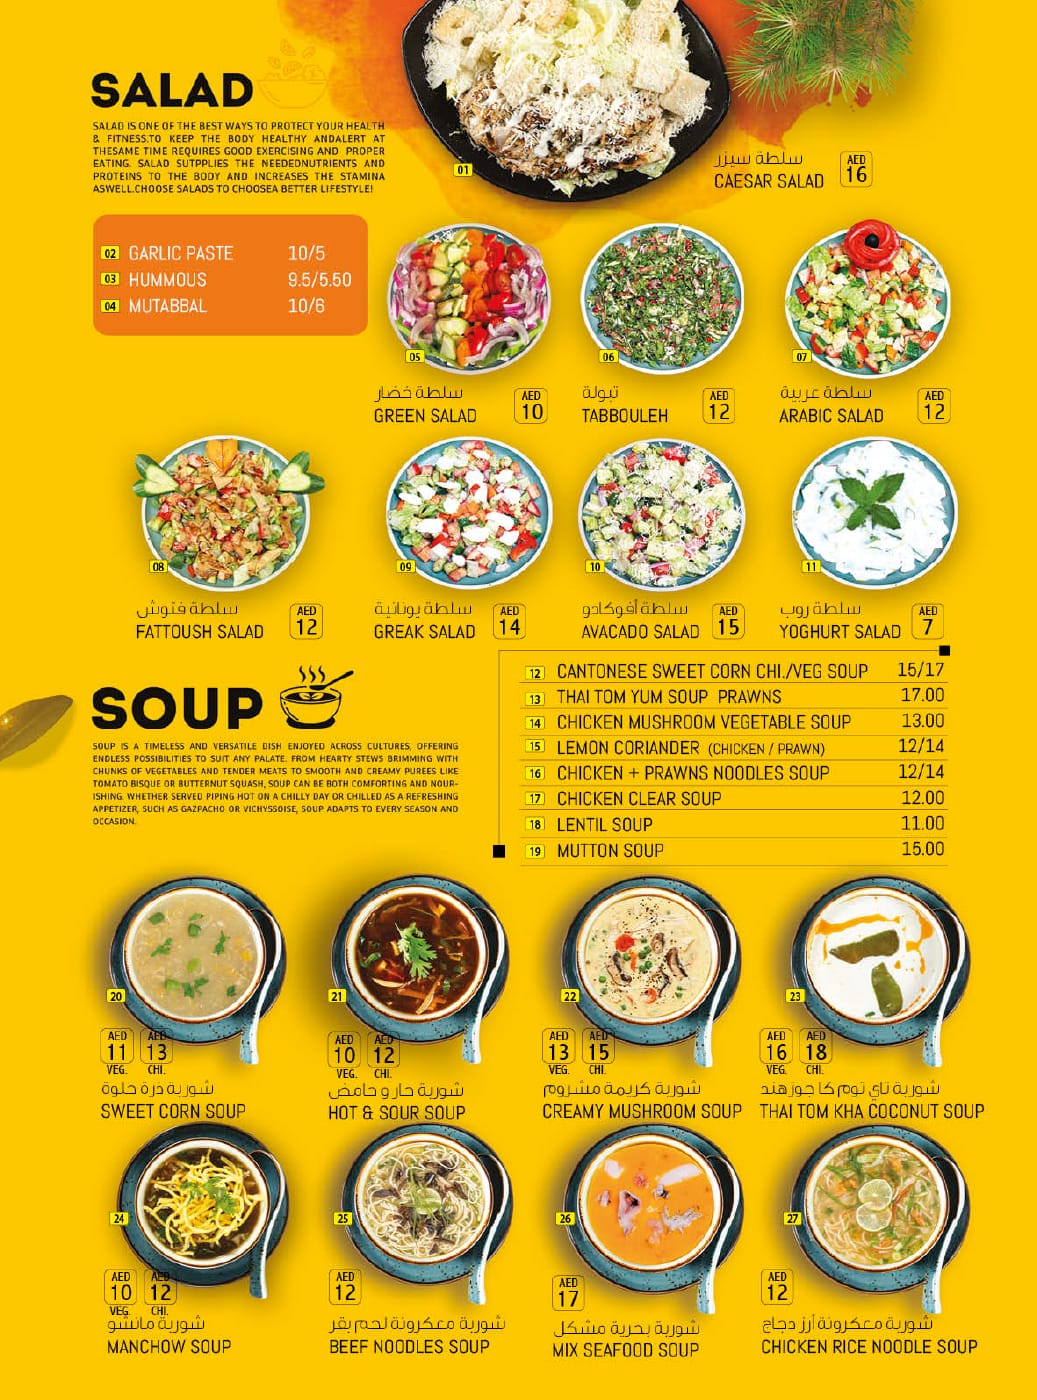 SALAD
SALAD IS ONE OF THE BEST WAYS TO PROTECT YOUR HEALTH
& FITNESS.TO KEEP THE BODY HEALTHY ANDALERT AT
THESAME TIME REQUIRES GOOD EXERCISING AND PROPER
EATING. SALAD SUTPPLIES THE NEEDEDNUTRIENTS AND
PROTEINS TO THE BODY AND INCREASES THE STAMINA
ASWELL.CHOOSE SALADS TO CHOOSEA BETTER LIFESTYLE!
01
سلطة سيزر
CAESAR SALAD
AED
16
02 GARLIC PASTE 10/5
03 HUMMOUS 9.5/5.50
04 MUTABBAL 10/6
05
سلطة خضار
GREEN SALAD
AED
10
06
تبولة
TABBOULEH
AED
12
07
سلطة عربية
ARABIC SALAD
AED
12
08
سلطة فتوش
FATTOUSH SALAD
AED
12
09
سلطة يونانية
GREAK SALAD
AED
14
10
سلطة أفوكادو
AVACADO SALAD
AED
15
11
سلطة روب
YOGHURT SALAD
AED
7
SOUP
SOUP IS A TIMELESS AND VERSATILE DISH ENJOYED ACROSS CULTURES, OFFERING
ENDLESS POSSIBILITIES TO SUIT ANY PALATE. FROM HEARTY STEWS BRIMMING WITH
CHUNKS OF VEGETABLES AND TENDER MEATS TO SMOOTH AND CREAMY PUREES LIKE
TOMATO BISQUE OR BUTTERNUT SQUASH, SOUP CAN BE BOTH COMFORTING AND NOUR-
ISHING. WHETHER SERVED PIPING HOT ON A CHILLY DAY OR CHILLED AS A REFRESHING
APPETIZER, SUCH AS GAZPACHO OR VICHYSSOISE, SOUP ADAPTS TO EVERY SEASON AND
OCCASION.
12 CANTONESE SWEET CORN CHI./VEG SOUP 15/17
13 THAI TOM YUM SOUP PRAWNS 17.00
14 CHICKEN MUSHROOM VEGETABLE SOUP 13.00
15 LEMON CORIANDER (CHICKEN / PRAWN) 12/14
16 CHICKEN + PRAWNS NOODLES SOUP 12/14
17 CHICKEN CLEAR SOUP 12.00
18 LENTIL SOUP 11.00
19 MUTTON SOUP 15.00
20
AED AED
11 13
VEG. CHI.
شوربة ذرة حلوة
SWEET CORN SOUP
21
AED AED
10 12
VEG. CHI.
شوربة حار و حامض
HOT & SOUR SOUP
22
AED AED
13 15
VEG. CHI.
شوربة كريمة مشروم
CREAMY MUSHROOM SOUP
23
AED AED
16 18
VEG. CHI.
شوربة تاي توم كا جوز هند
THAI TOM KHA COCONUT SOUP
24
AED AED
10 12
VEG. CHI.
شوربة مانشو
MANCHOW SOUP
25
AED
12
شوربة معكرونة لحم بقر
BEEF NOODLES SOUP
26
AED
17
شوربة بحرية مشكل
MIX SEAFOOD SOUP
27
AED
12
شوربة معكرونة أرز دجاج
CHICKEN RICE NOODLE SOUP